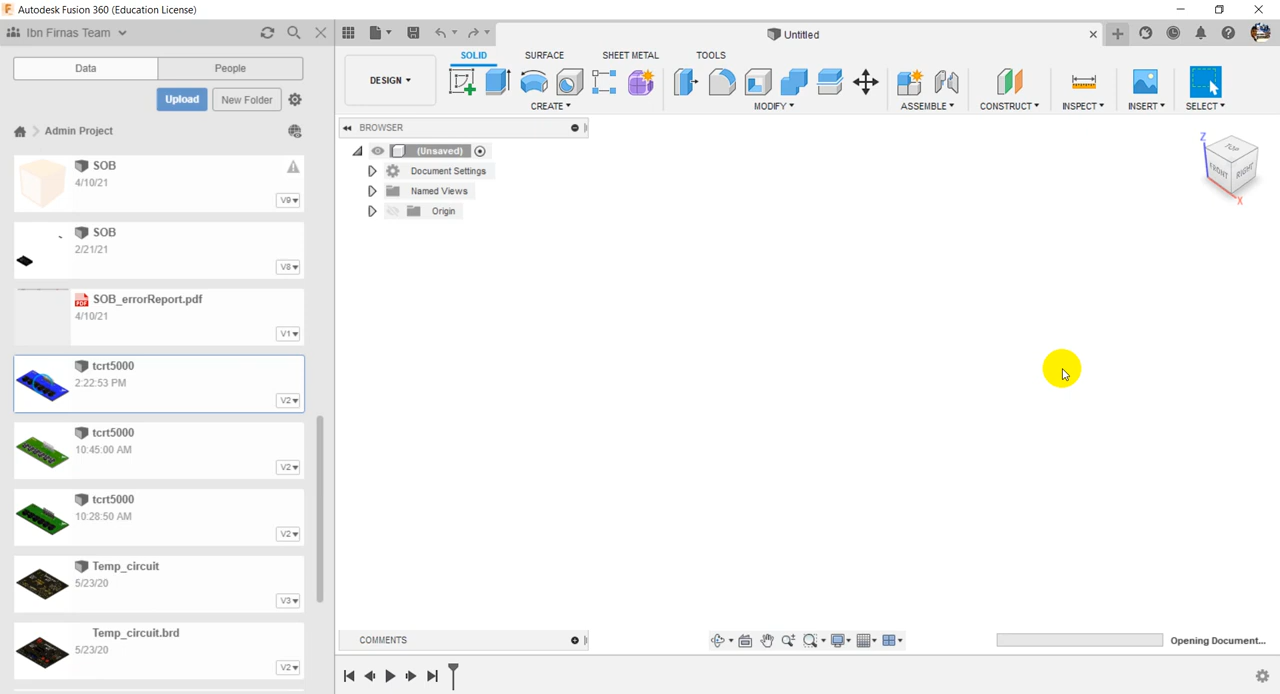 Autodesk Fusion 360 (Education License)
Ibn Firnas Team
Untitled
Data
People
Upload
New Folder
Admin Project
SOB
4/10/21
V9
SOB
2/21/21
V8
PDF
SOB_errorReport.pdf
4/10/21
V1
tcrt5000
2:22:53 PM
V2
tcrt5000
10:45:00 AM
V2
tcrt5000
10:28:50 AM
V2
Temp_circuit
5/23/20
V3
Temp_circuit.brd
5/23/20
V2
DESIGN
SOLID
SURFACE
SHEET METAL
TOOLS
CREATE
MODIFY
ASSEMBLE
CONSTRUCT
INSPECT
INSERT
SELECT
BROWSER
(Unsaved)
Document Settings
Named Views
Origin
Z
TOP
FRONT
RIGHT
X
COMMENTS
Opening Document...